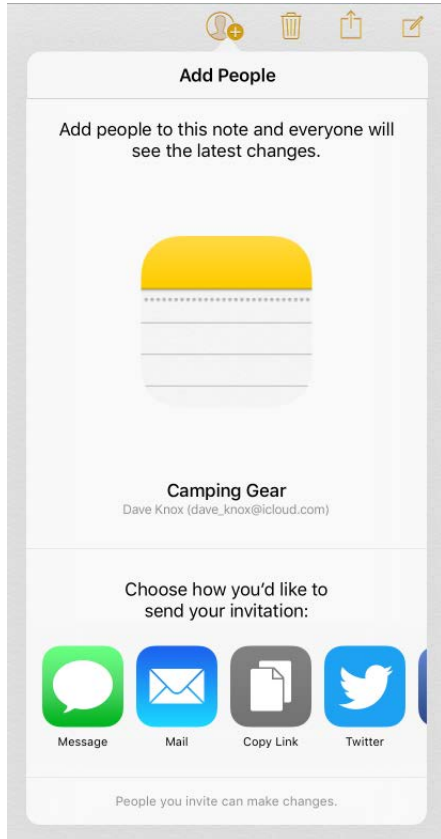 Add People
Add people to this note and everyone will
see the latest changes.
Camping Gear
Dave Knox (dave_knox@icloud.com)
Choose how you'd like to
send your invitation:
Message Mail Copy Link Twitter
People you invite can make changes.